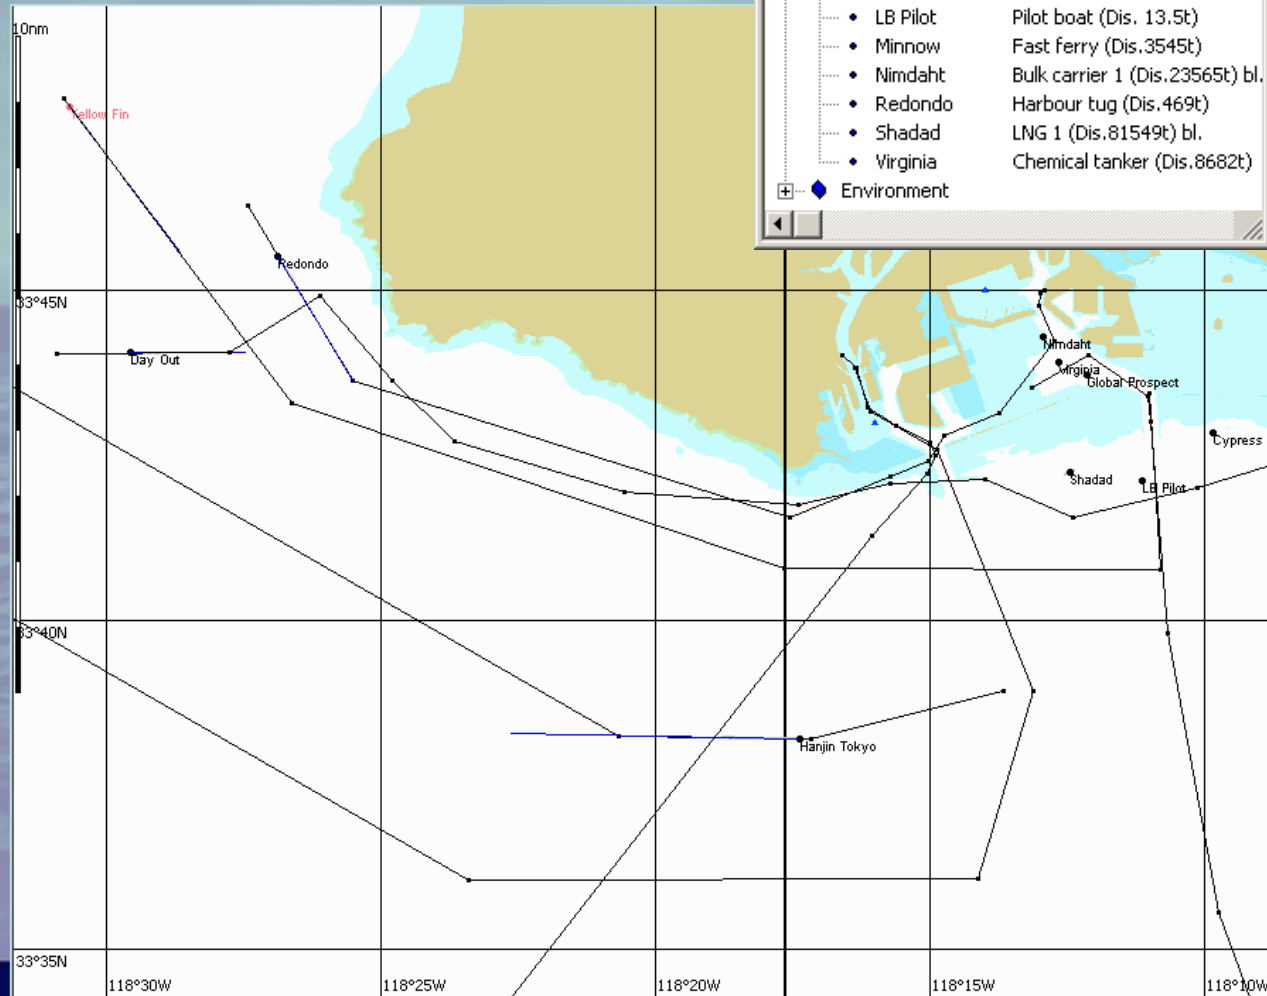 LB Pilot Pilot boat (Dis. 13.5t)
Minnow Fast ferry (Dis.3545t)
Nimdaht Bulk carrier 1 (Dis.23565t) bl.
Redondo Harbour tug (Dis.469t)
Shadad LNG 1 (Dis.81549t) bl.
Virginia Chemical tanker (Dis.8682t)
Environment
10nm
Yellow Fin
Redondo
33°45N
Day Out
Nimdaht
Virginia
Global Prospect
Cypress
Shadad
LB Pilot
33°40N
Hanjin Tokyo
33°35N
118°30W
118°25W
118°20W
118°15W
118°10W